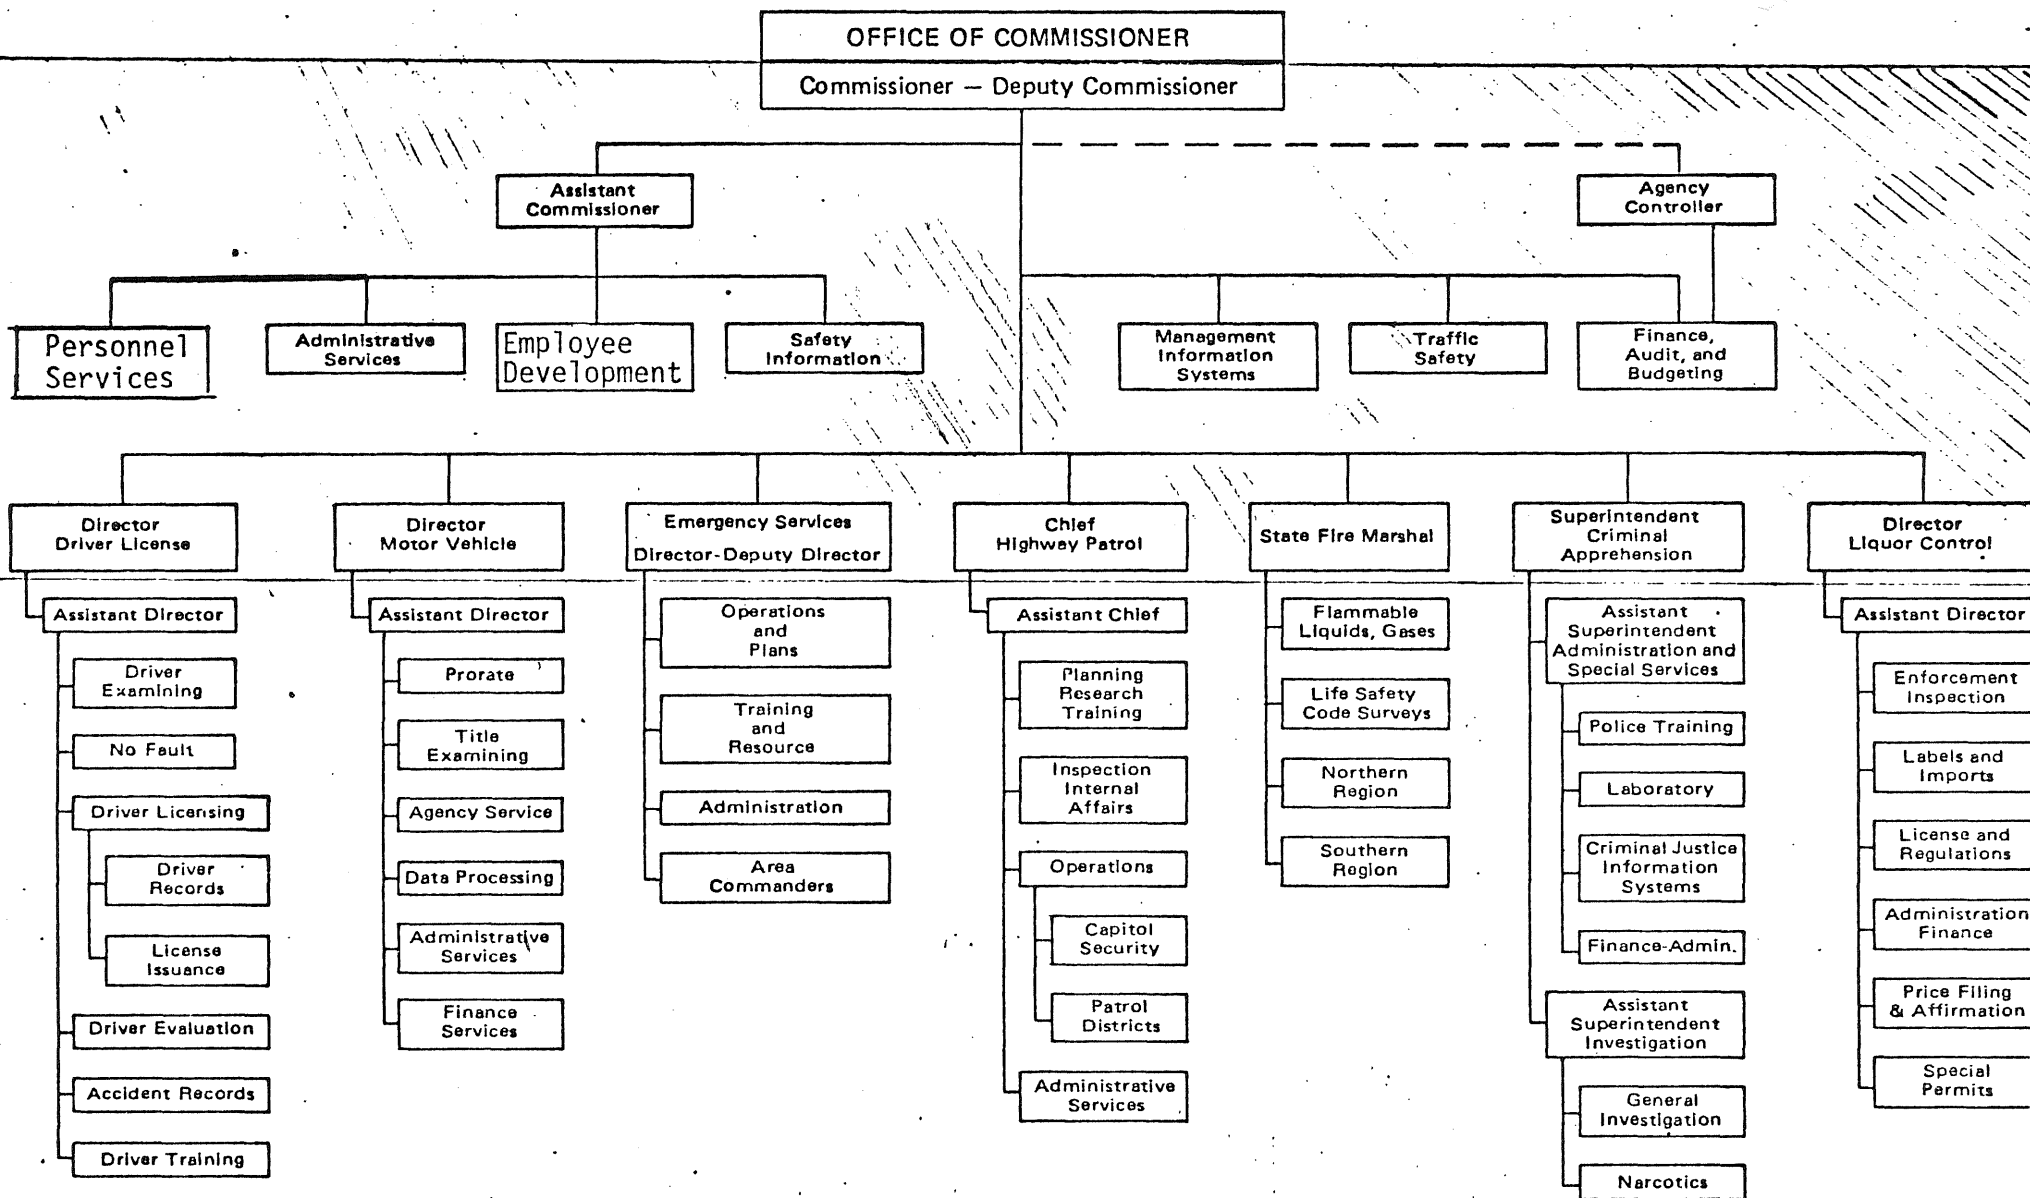 OFFICE OF COMMISSIONER
Commissioner — Deputy Commissioner
Assistant
Commissioner
Agency
Controller
Personnel
Services
Administrative
Services
Employee
Development
Safety
Information
Management
Information
Systems
Traffic
Safety
Finance,
Audit, and
Budgeting
Director
Driver License
Director
Motor Vehicle
Emergency Services
Director-Deputy Director
Chief
Highway Patrol
State Fire Marshal
Superintendent
Criminal
Apprehension
Director
Liquor Control
Assistant Director
Driver
Examining
No Fault
Driver Licensing
Driver
Records
License
Issuance
Driver Evaluation
Accident Records
Driver Training
Assistant Director
Prorate
Title
Examining
Agency Service
Data Processing
Administrative
Services
Finance
Services
Operations
and
Plans
Training
and
Resource
Administration
Area
Commanders
Assistant Chief
Planning
Research
Training
Inspection
Internal
Affairs
Operations
Capitol
Security
Patrol
Districts
Administrative
Services
Flammable
Liquids, Gases
Life Safety
Code Surveys
Northern
Region
Southern
Region
Assistant
Superintendent
Administration and
Special Services
Police Training
Laboratory
Criminal Justice
Information
Systems
Finance-Admin.
Assistant
Superintendent
Investigation
General
Investigation
Narcotics
Assistant Director
Enforcement
Inspection
Labels and
Imports
License and
Regulations
Administration
Finance
Price Filing
& Affirmation
Special
Permits